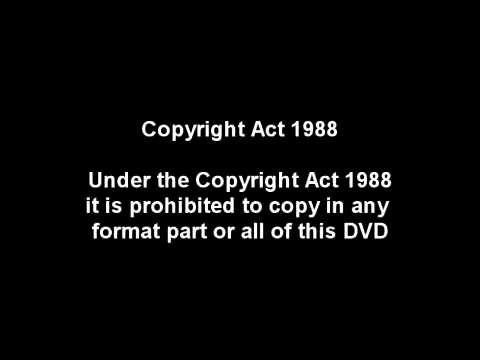 Copyright Act 1988
Under the Copyright Act 1988
it is prohibited to copy in any
format part or all of this DVD